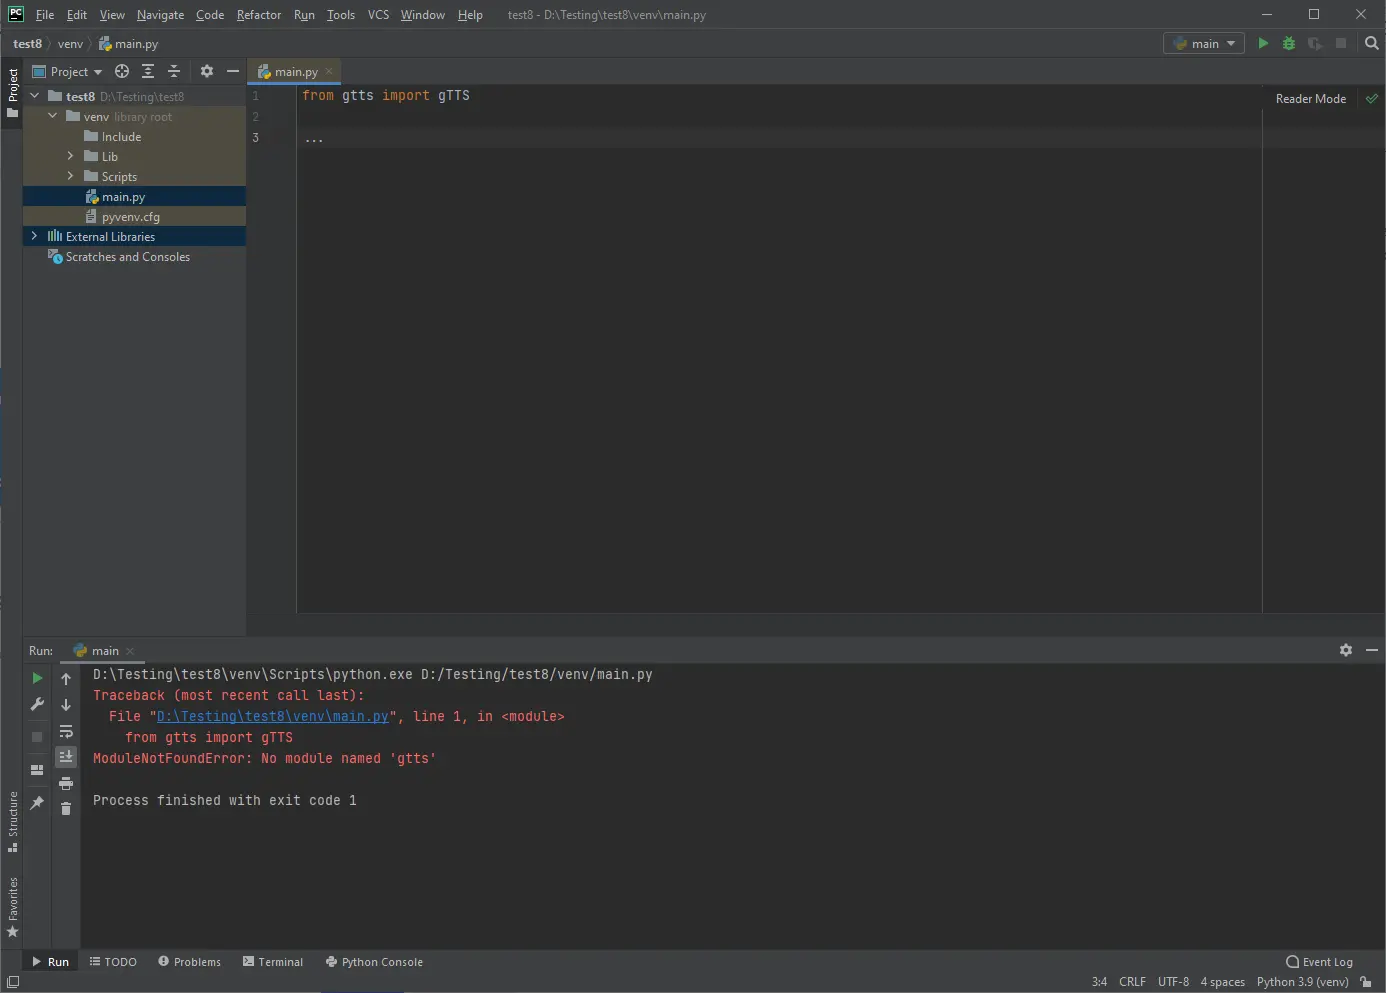 PC File Edit View Navigate Code Refactor Run Tools VCS Window Help test8 - D:\Testing\test8\venv\main.py
test8 venv main.py main
Project Project main.py
test8 D:\Testing\test8
venv library root
Include
Lib
Scripts
main.py
pyvenv.cfg
External Libraries
Scratches and Consoles
1 from gtts import gTTS
2
3 ...
Reader Mode
Run: main
D:\Testing\test8\venv\Scripts\python.exe D:/Testing/test8/venv/main.py
Traceback (most recent call last):
File "D:\Testing\test8\venv\main.py", line 1, in <module>
from gtts import gTTS
ModuleNotFoundError: No module named 'gtts'
Process finished with exit code 1
Structure
Favorites
Run TODO Problems Terminal Python Console Event Log
3:4 CRLF UTF-8 4 spaces Python 3.9 (venv)